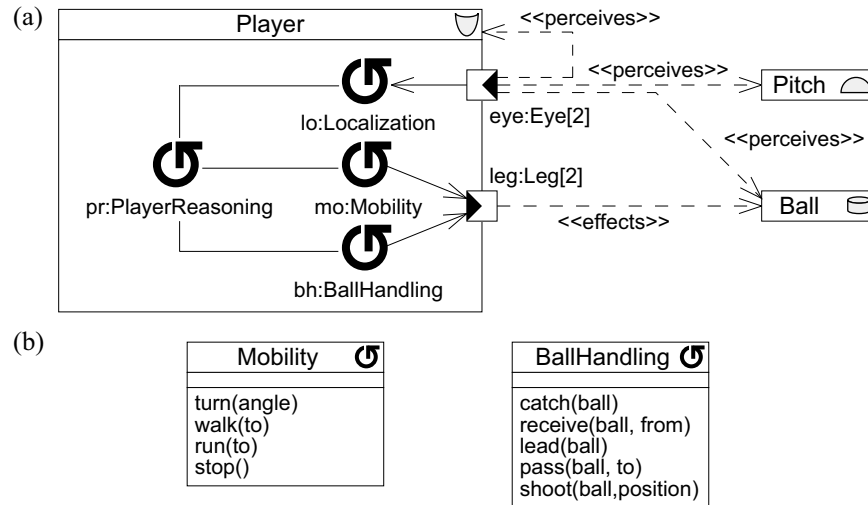 (a)
Player
<<perceives>>
<<perceives>>
Pitch
lo:Localization
eye:Eye[2]
<<perceives>>
leg:Leg[2]
pr:PlayerReasoning
mo:Mobility
Ball
<<effects>>
bh:BallHandling
(b)
Mobility
turn(angle)
walk(to)
run(to)
stop()
BallHandling
catch(ball)
receive(ball, from)
lead(ball)
pass(ball, to)
shoot(ball,position)